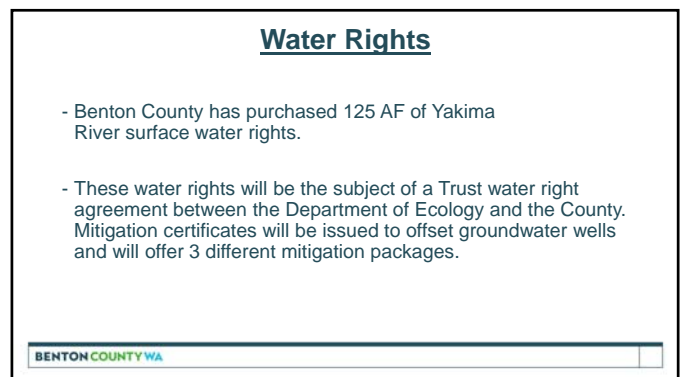 Water Rights
- Benton County has purchased 125 AF of Yakima
River surface water rights.
- These water rights will be the subject of a Trust water right
agreement between the Department of Ecology and the County.
Mitigation certificates will be issued to offset groundwater wells
and will offer 3 different mitigation packages.
BENTON COUNTY WA